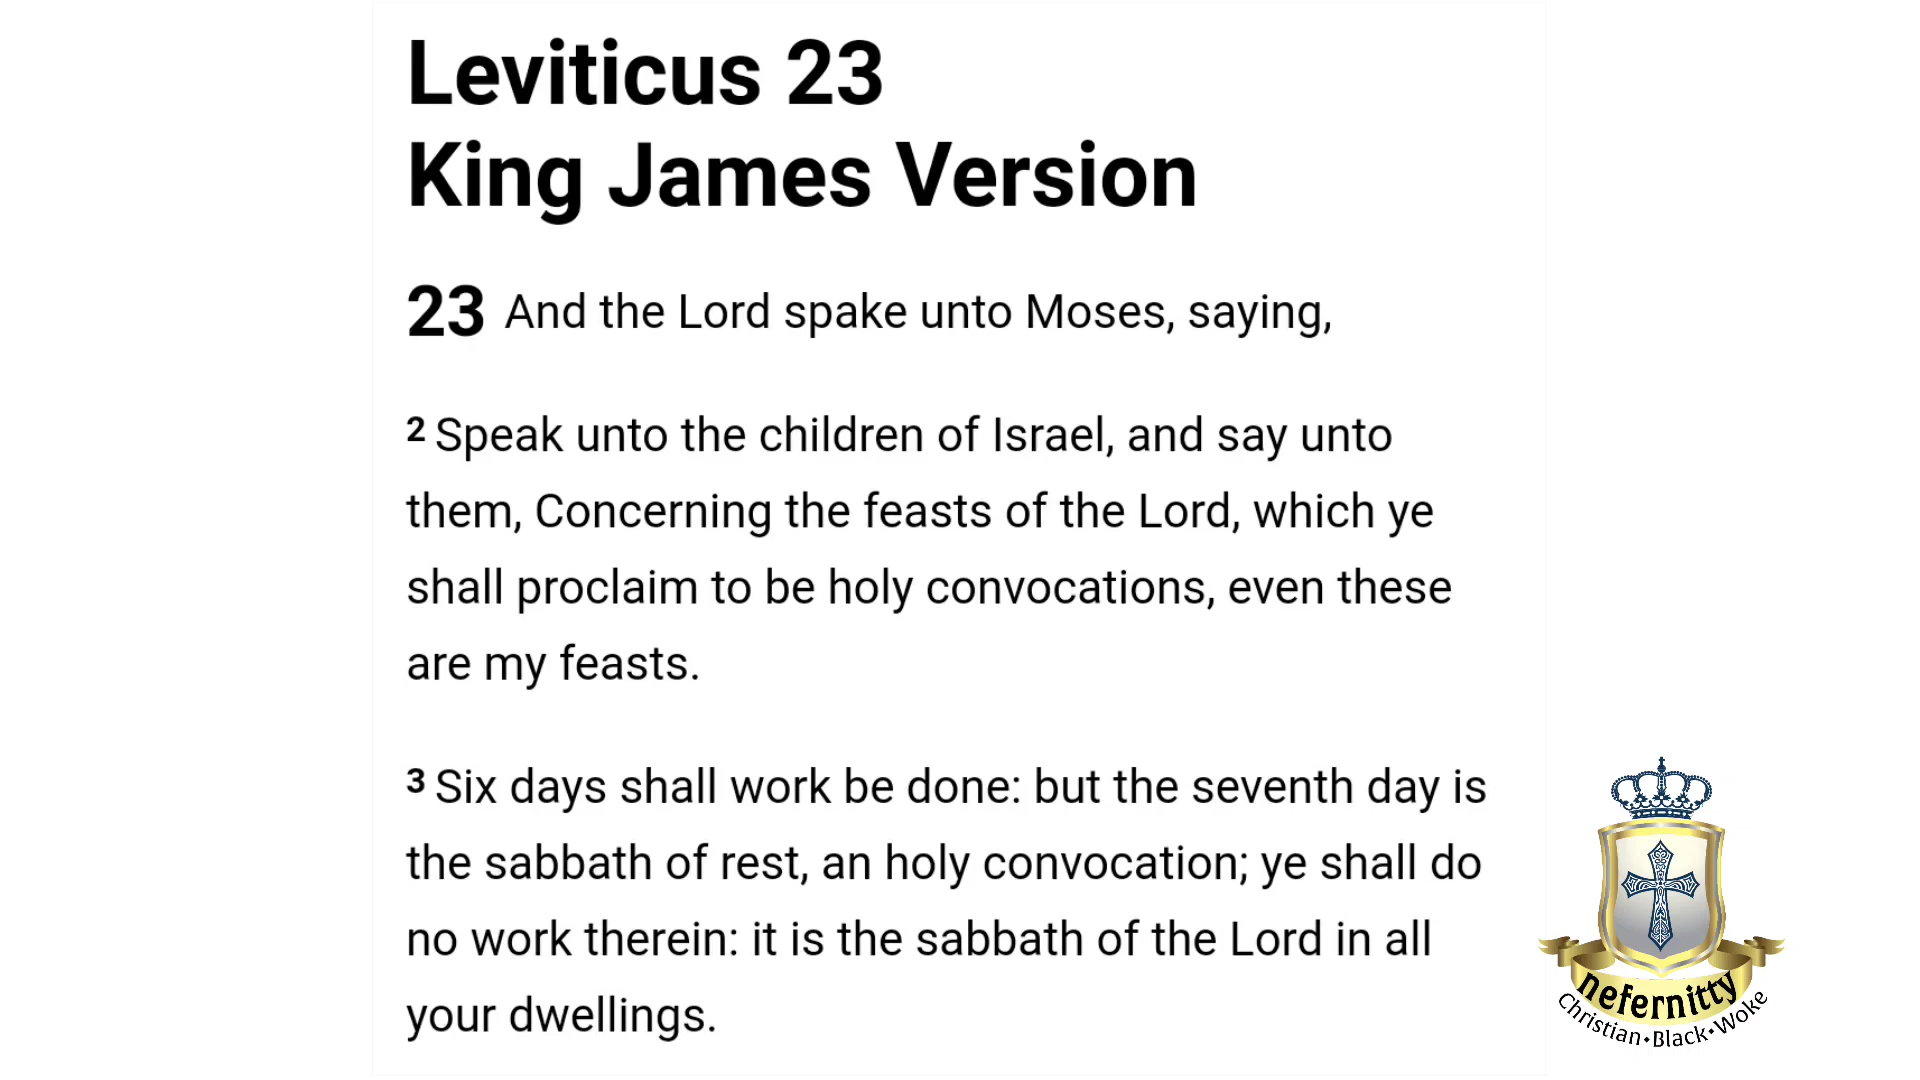 Leviticus 23
King James Version
23 And the Lord spake unto Moses, saying,
2 Speak unto the children of Israel, and say unto
them, Concerning the feasts of the Lord, which ye
shall proclaim to be holy convocations, even these
are my feasts.
3 Six days shall work be done: but the seventh day is
the sabbath of rest, an holy convocation; ye shall do
no work therein: it is the sabbath of the Lord in all
your dwellings.
nefernitty
Christian•Black•Woke